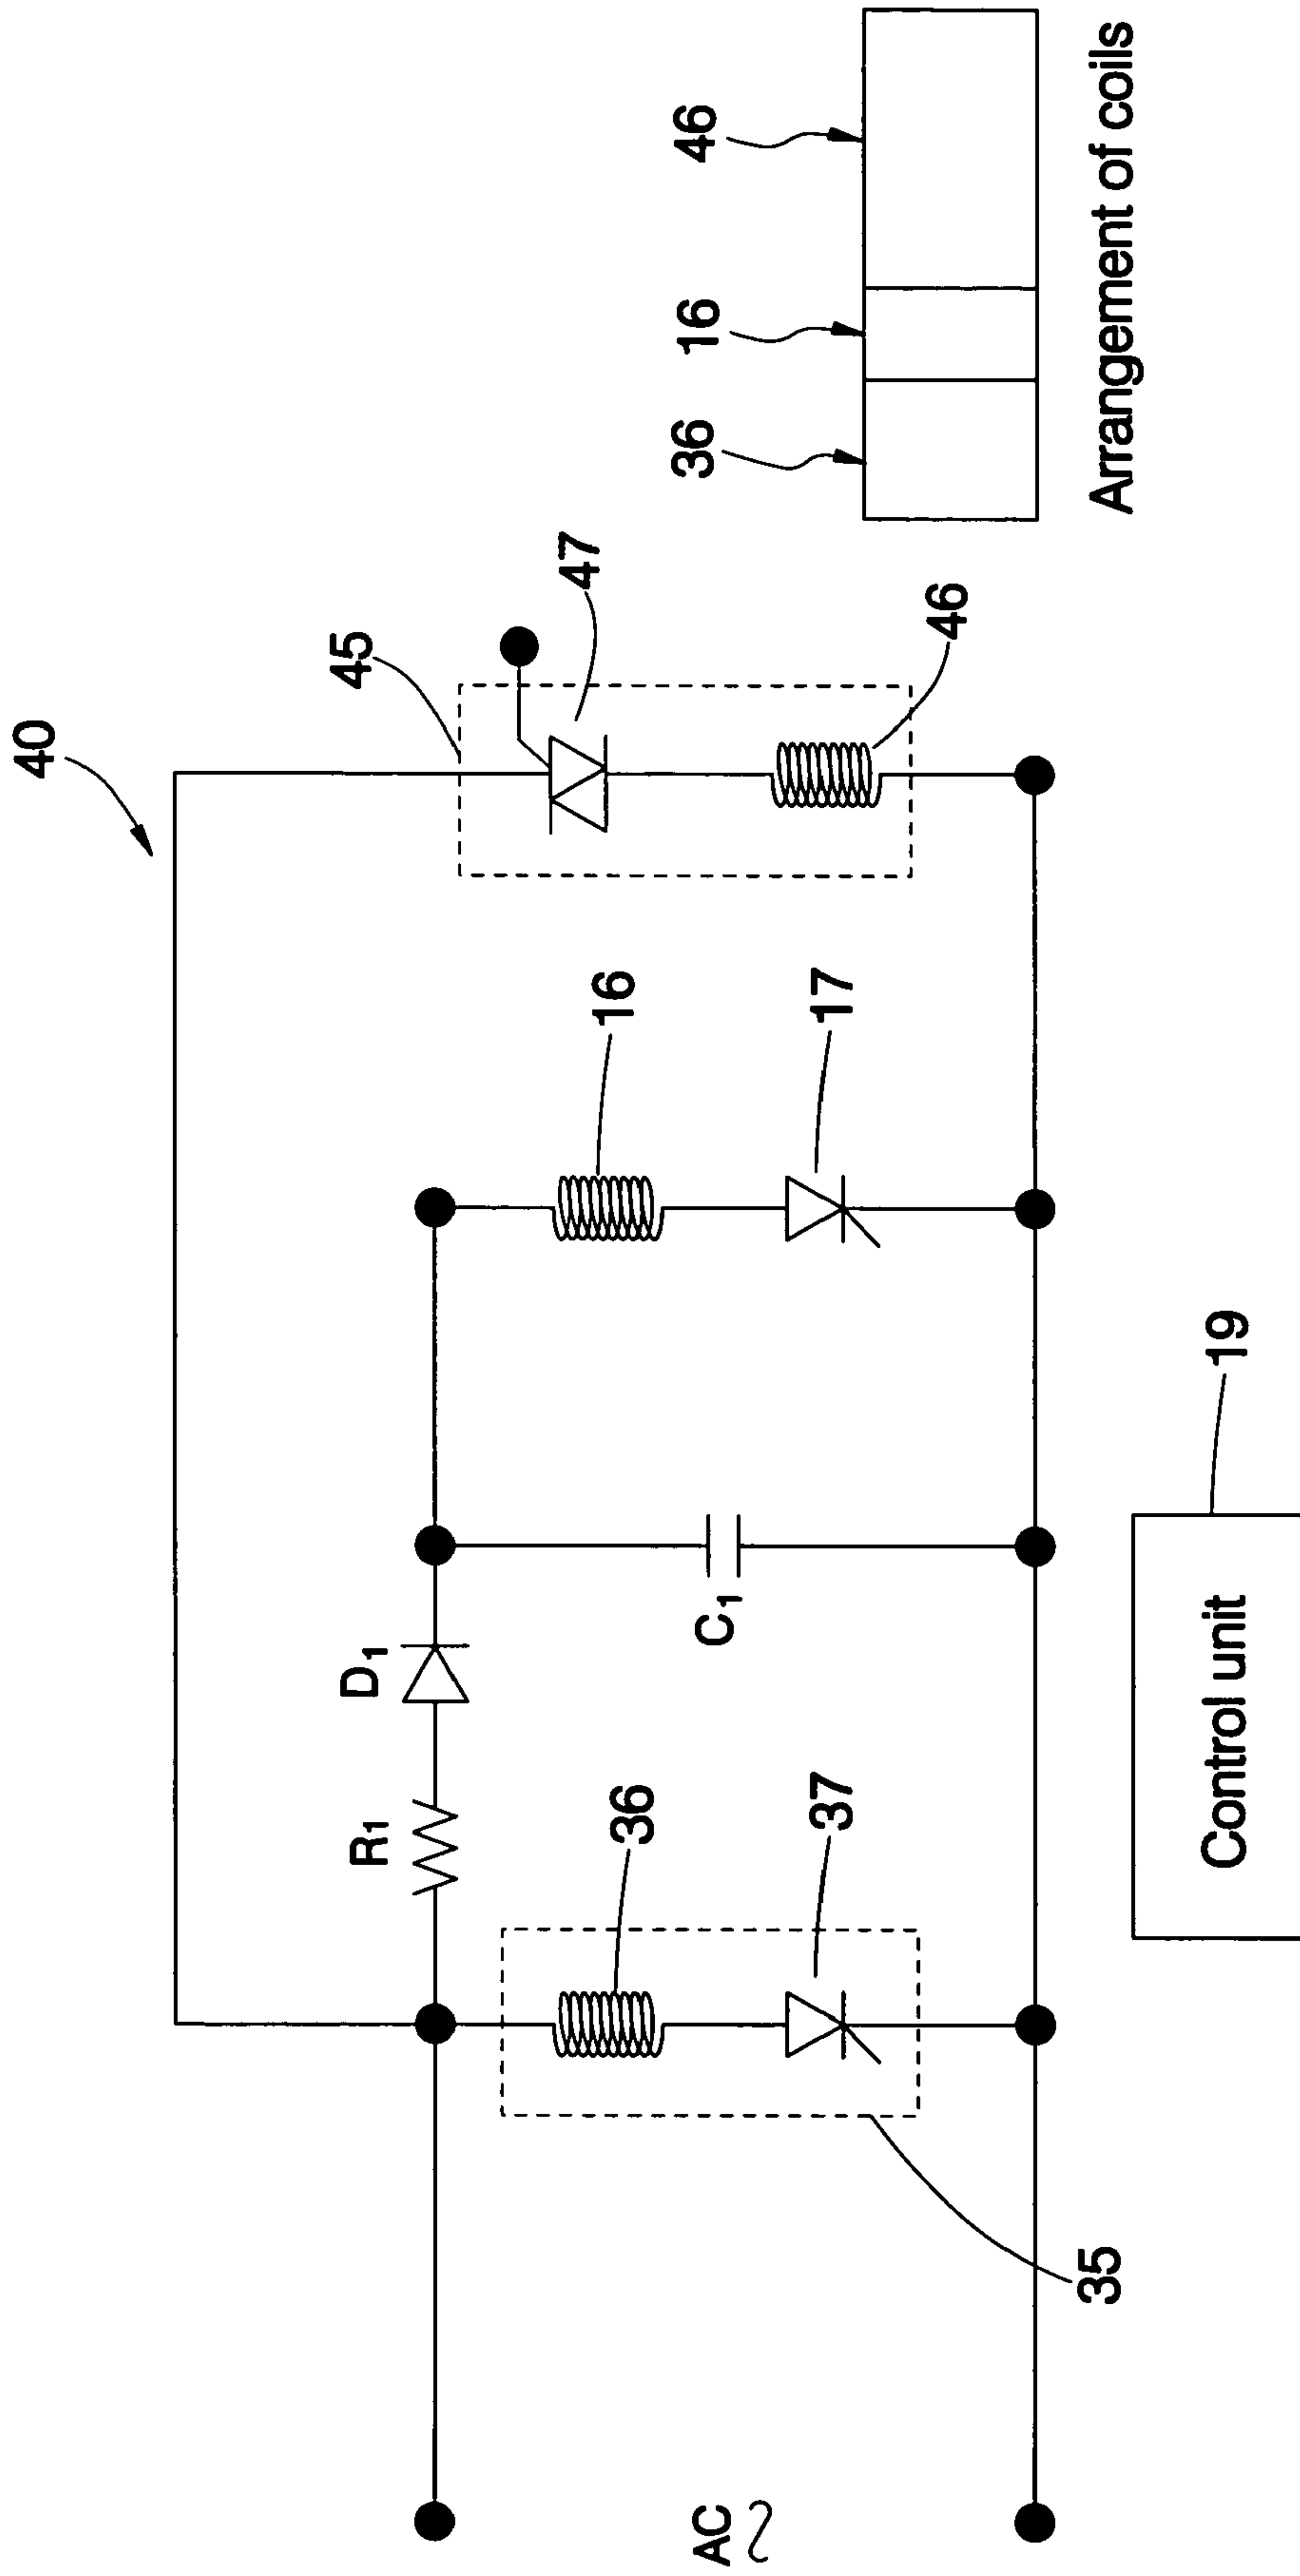 40
45
47
46
R1
D1
C1
16
17
36
37
35
AC
Control unit
19
36
16
46
Arrangement of coils